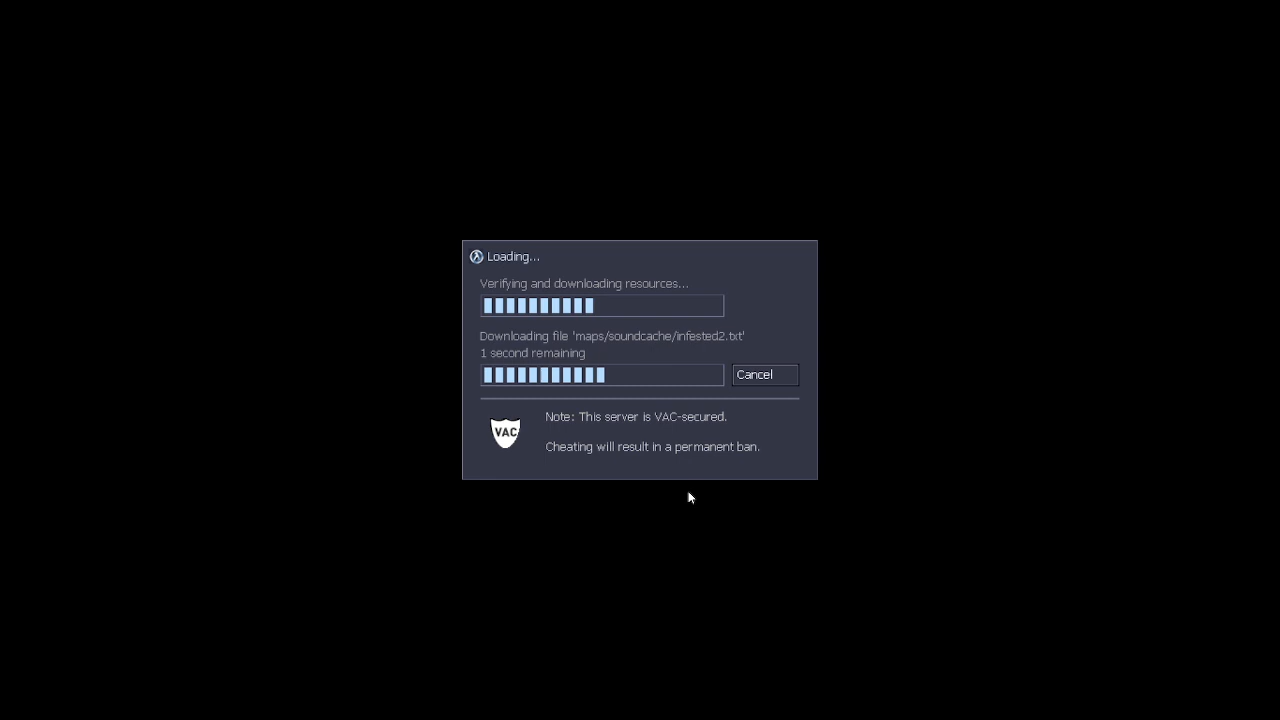 Loading...
Verifying and downloading resources...
Downloading file 'maps/soundcache/infested2.txt'
1 second remaining
Cancel
VAC
Note: This server is VAC-secured.
Cheating will result in a permanent ban.